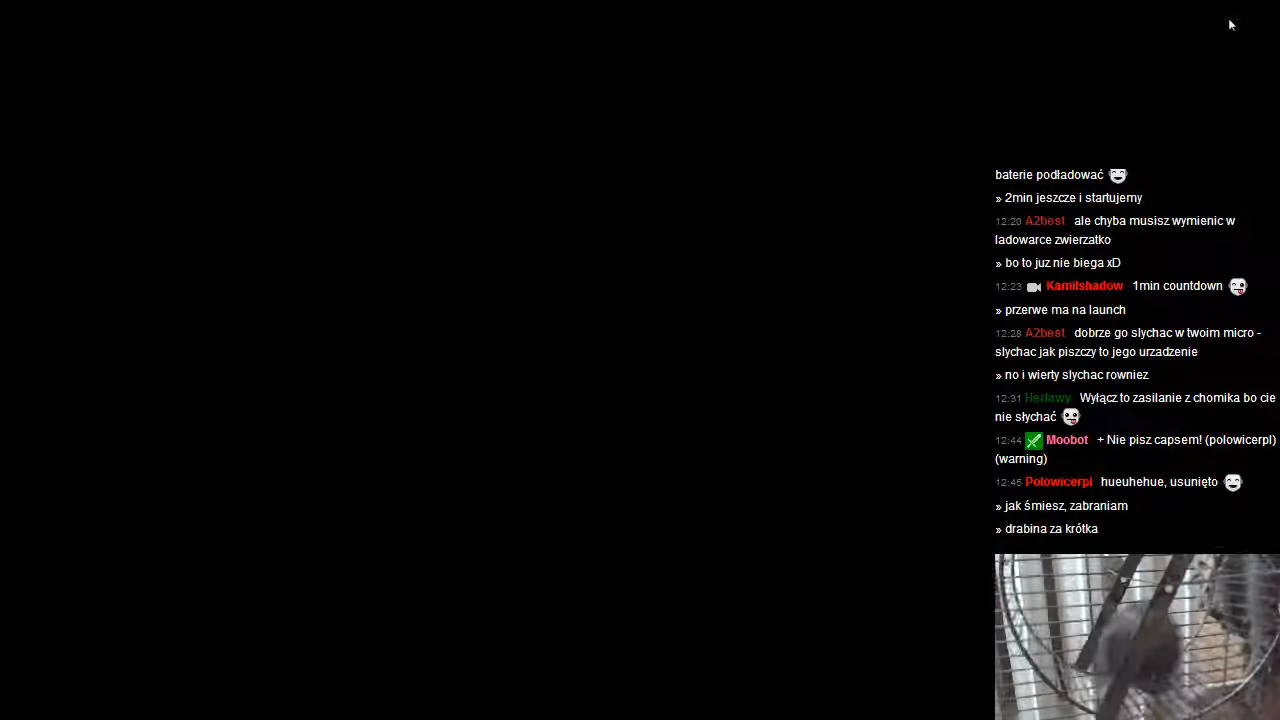 baterie podładować
» 2min jeszcze i startujemy
12:20 A2best ale chyba musisz wymienic w
ladowarce zwierzatko
» bo to juz nie biega xD
12:23 Kamilshadow 1min countdown
» przerwe ma na launch
12:28 A2best dobrze go slychac w twoim micro -
slychac jak piszczy to jego urzadzenie
» no i wierty slychac rowniez
12:31 Herlawy Wyłącz to zasilanie z chomika bo cie
nie słychać
12:44 Moobot + Nie pisz capsem! (polowicerpl)
(warning)
12:45 Polowicerpl hueuhehue, usunięto
» jak śmiesz, zabraniam
» drabina za krótka